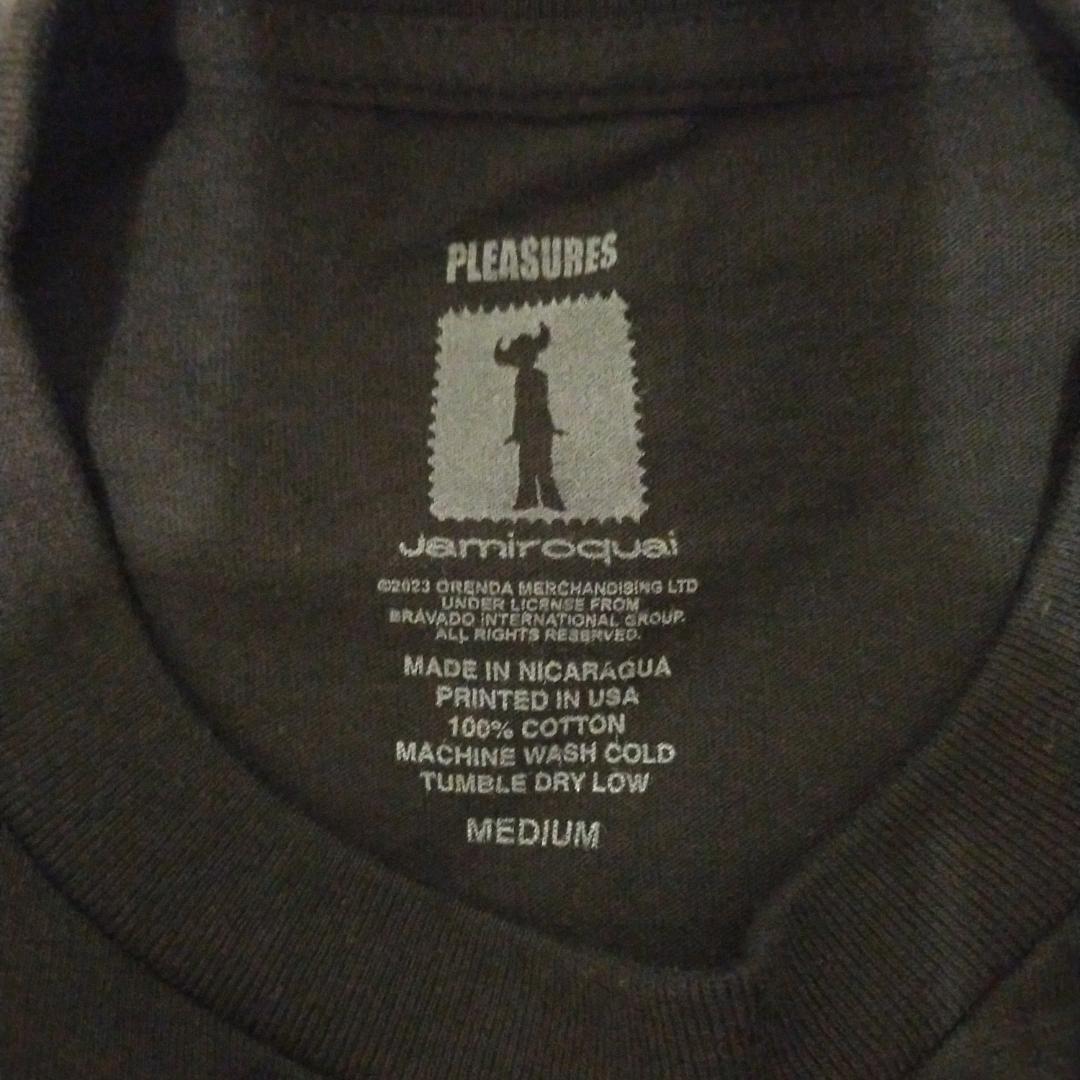 PLEASURES
Jamiroquai
©2023 ORENDA MERCHANDISING LTD
UNDER LICENSE FROM
BRAVADO INTERNATIONAL GROUP.
ALL RIGHTS RESERVED.
MADE IN NICARAGUA
PRINTED IN USA
100% COTTON
MACHINE WASH COLD
TUMBLE DRY LOW
MEDIUM